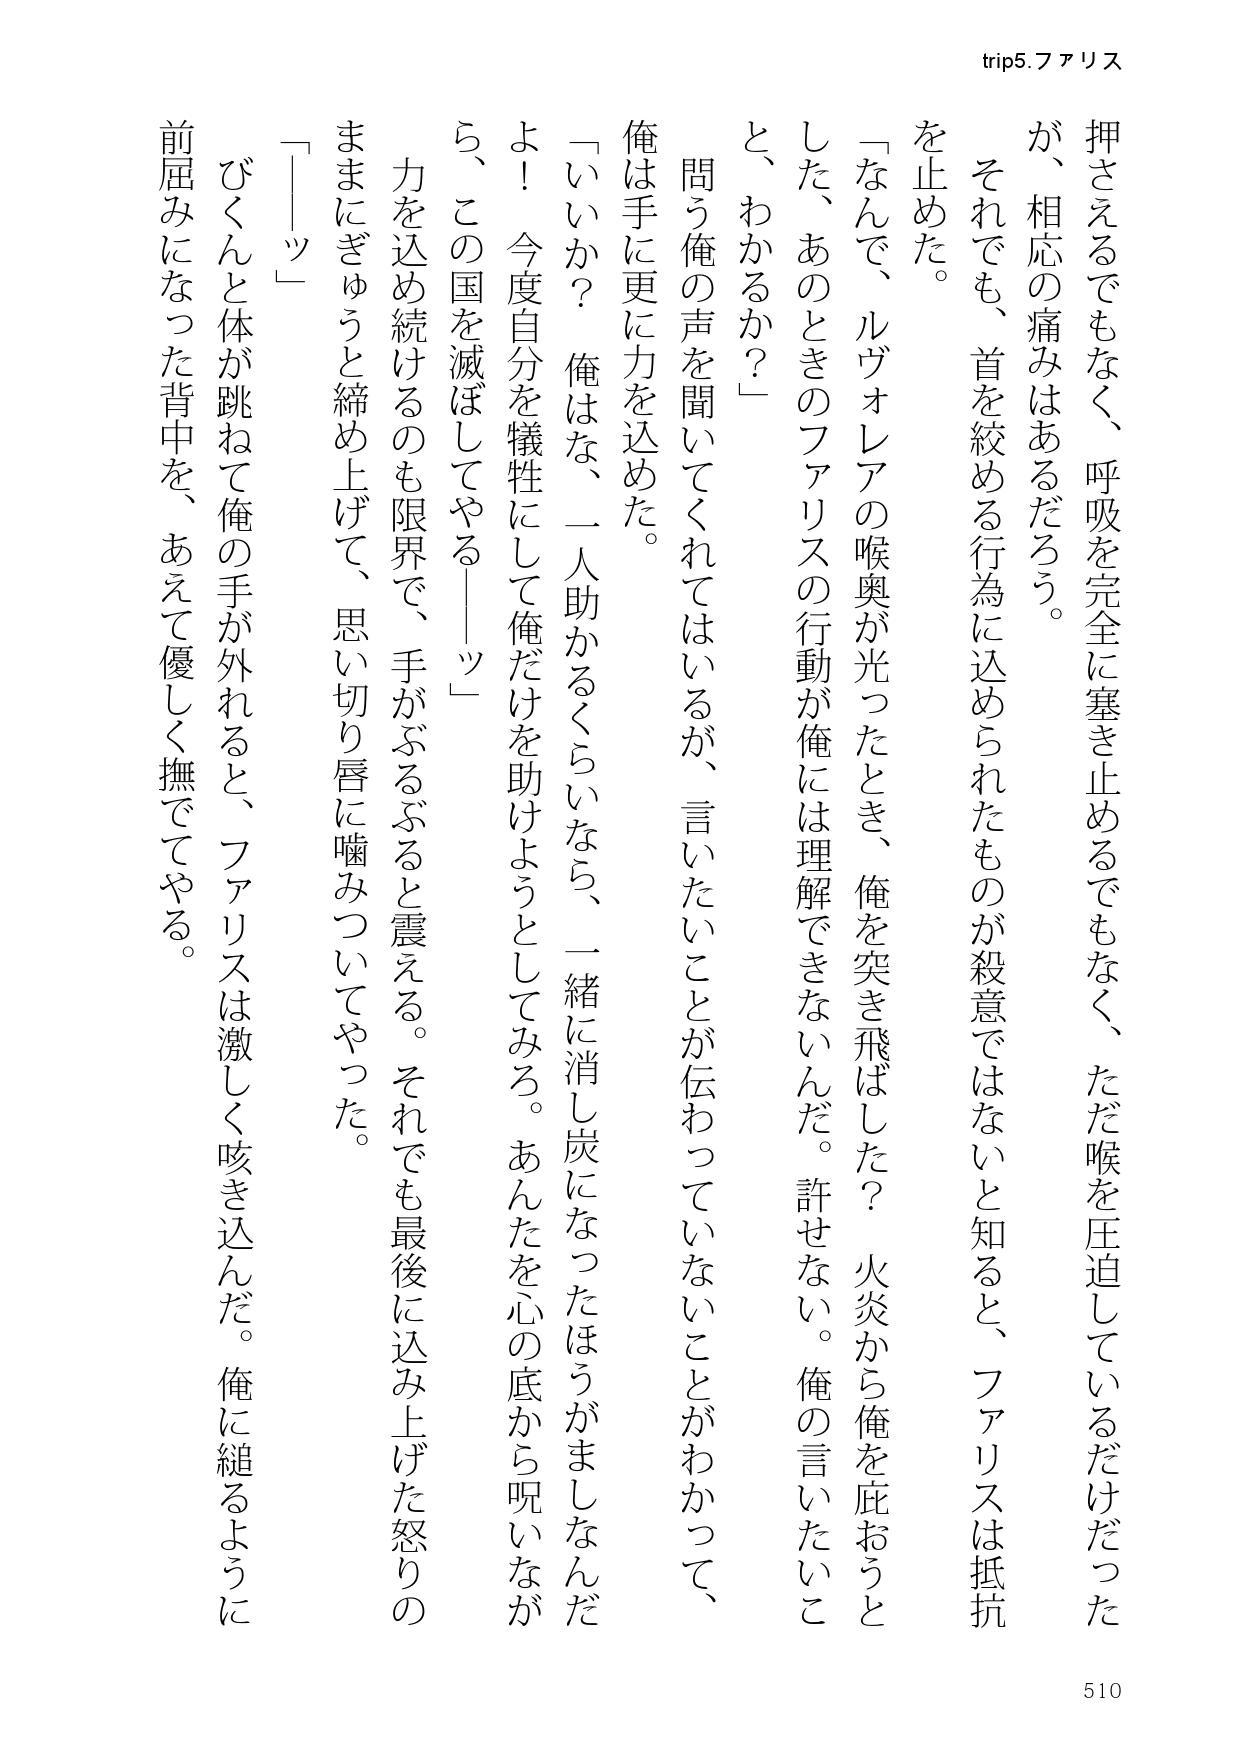 trip5.ファリス
押さえるでもなく、呼吸を完全に塞き止めるでもなく、ただ喉を圧迫しているだけだった
が、相応の痛みはあるだろう。
　それでも、首を絞める行為に込められたものが殺意ではないと知ると、ファリスは抵抗
を止めた。
「なんで、ルヴォレアの喉奥が光ったとき、俺を突き飛ばした？　火炎から俺を庇おうと
した、あのときのファリスの行動が俺には理解できないんだ。許せない。俺の言いたいこ
と、わかるか？」
　問う俺の声を聞いてくれてはいるが、言いたいことが伝わっていないことがわかって、
俺は手に更に力を込めた。
「いいか？　俺はな、一人助かるくらいなら、一緒に消し炭になったほうがましなんだ
よ！　今度自分を犠牲にして俺だけを助けようとしてみろ。あんたを心の底から呪いなが
ら、この国を滅ぼしてやる――ッ」
　力を込め続けるのも限界で、手がぶるぶると震える。それでも最後に込み上げた怒りの
ままにぎゅうと締め上げて、思い切り唇に噛みついてやった。
「――ッ」
　びくんと体が跳ねて俺の手が外れると、ファリスは激しく咳き込んだ。俺に縋るように
前屈みになった背中を、あえて優しく撫でてやる。
510